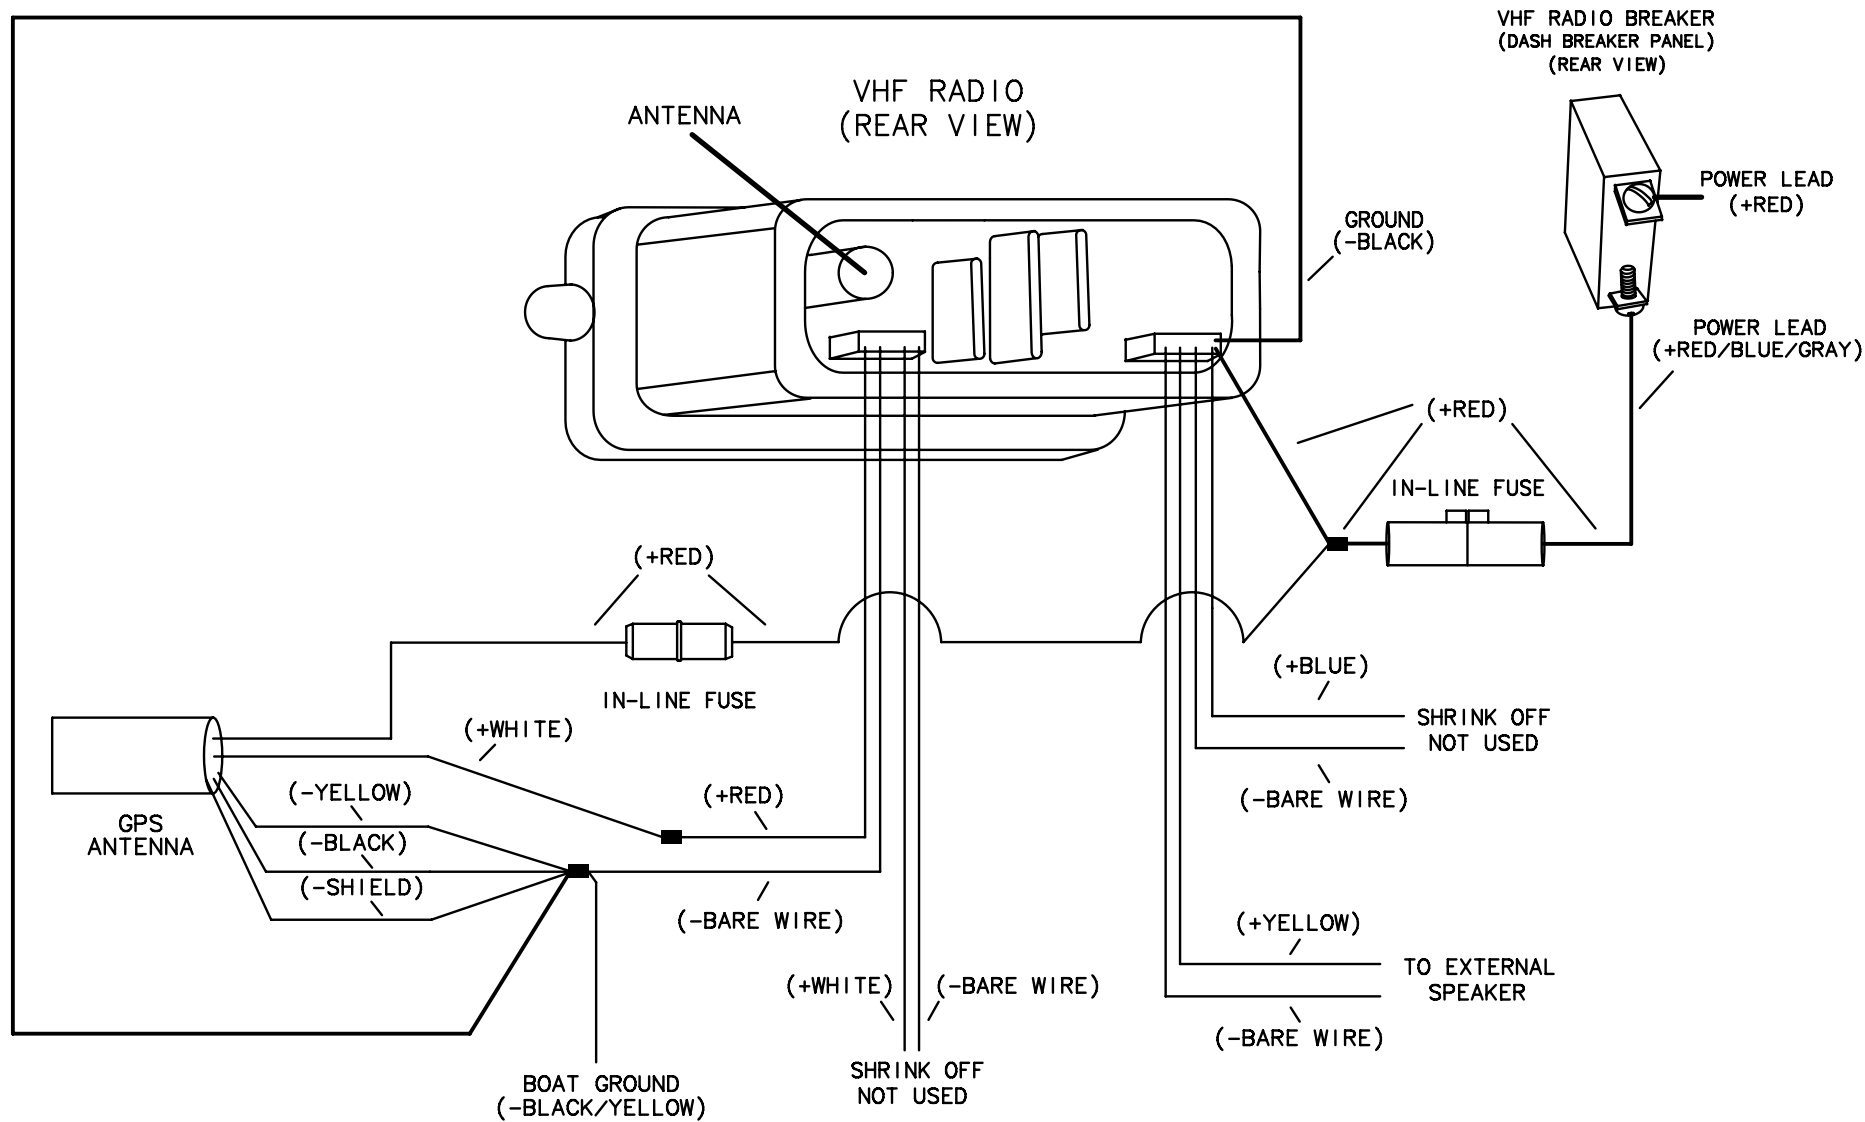 VHF RADIO BREAKER
(DASH BREAKER PANEL)
(REAR VIEW)
VHF RADIO
(REAR VIEW)
ANTENNA
POWER LEAD
(+RED)
GROUND
(-BLACK)
POWER LEAD
(+RED/BLUE/GRAY)
(+RED)
IN-LINE FUSE
(+RED)
IN-LINE FUSE
(+BLUE)
SHRINK OFF
NOT USED
(-BARE WIRE)
(+WHITE)
(-YELLOW)
(+RED)
GPS
ANTENNA
(-BLACK)
(-SHIELD)
(-BARE WIRE)
(+YELLOW)
TO EXTERNAL
SPEAKER
(-BARE WIRE)
(+WHITE)
(-BARE WIRE)
SHRINK OFF
NOT USED
BOAT GROUND
(-BLACK/YELLOW)